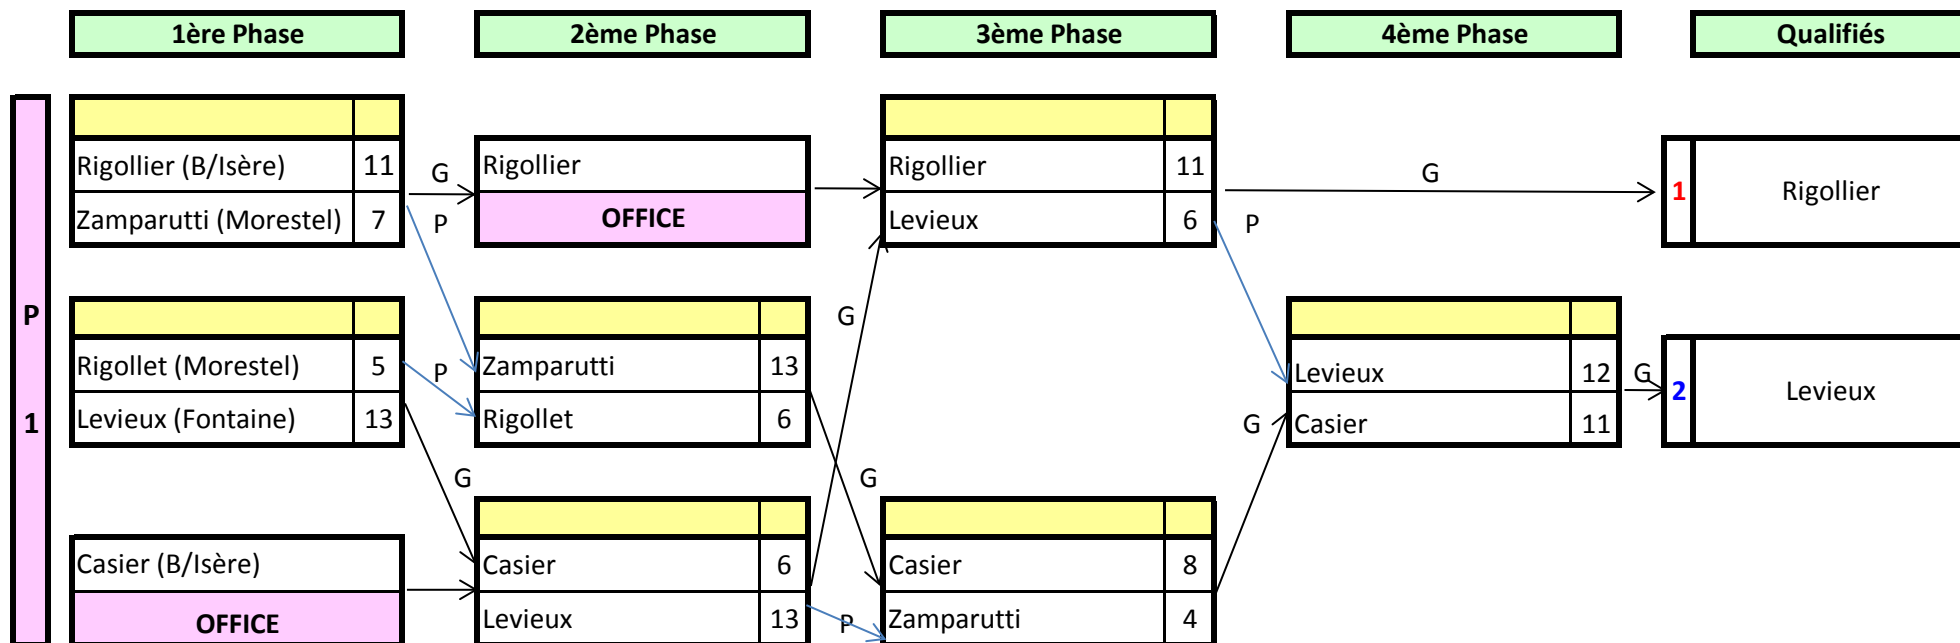 1ère Phase 2ème Phase 3ème Phase 4ème Phase Qualifiés
P
1
Rigollier (B/Isère) 11
Zamparutti (Morestel) 7
G
P
Rigollier
OFFICE
Rigollier 11
Levieux 6
G
P
1 Rigollier
Rigollet (Morestel) 5
Levieux (Fontaine) 13
P
G
Zamparutti 13
Rigollet 6
G
G
Levieux 12
Casier 11
G
G
2 Levieux
Casier (B/Isère)
OFFICE
Casier 6
Levieux 13
P
Casier 8
Zamparutti 4